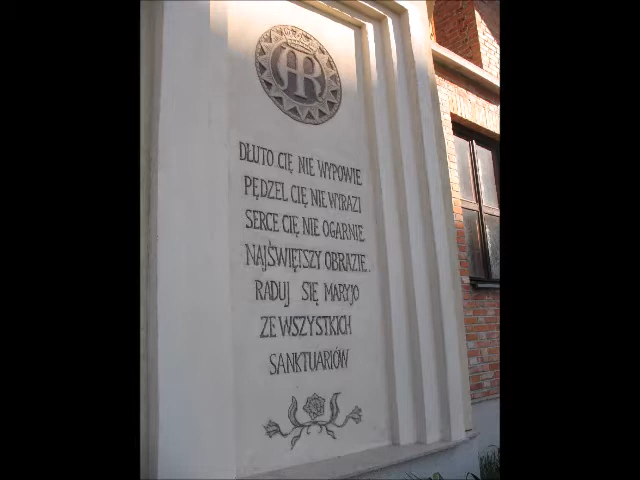 DŁUTO CIĘ NIE WYPOWIE
PĘDZEL CIĘ NIE WYRAZI
SERCE CIĘ NIE OGARNIE
NAJŚWIĘTSZY OBRAZIE.
RADUJ SIĘ MARYJO
ZE WSZYSTKICH
SANKTUARIÓW